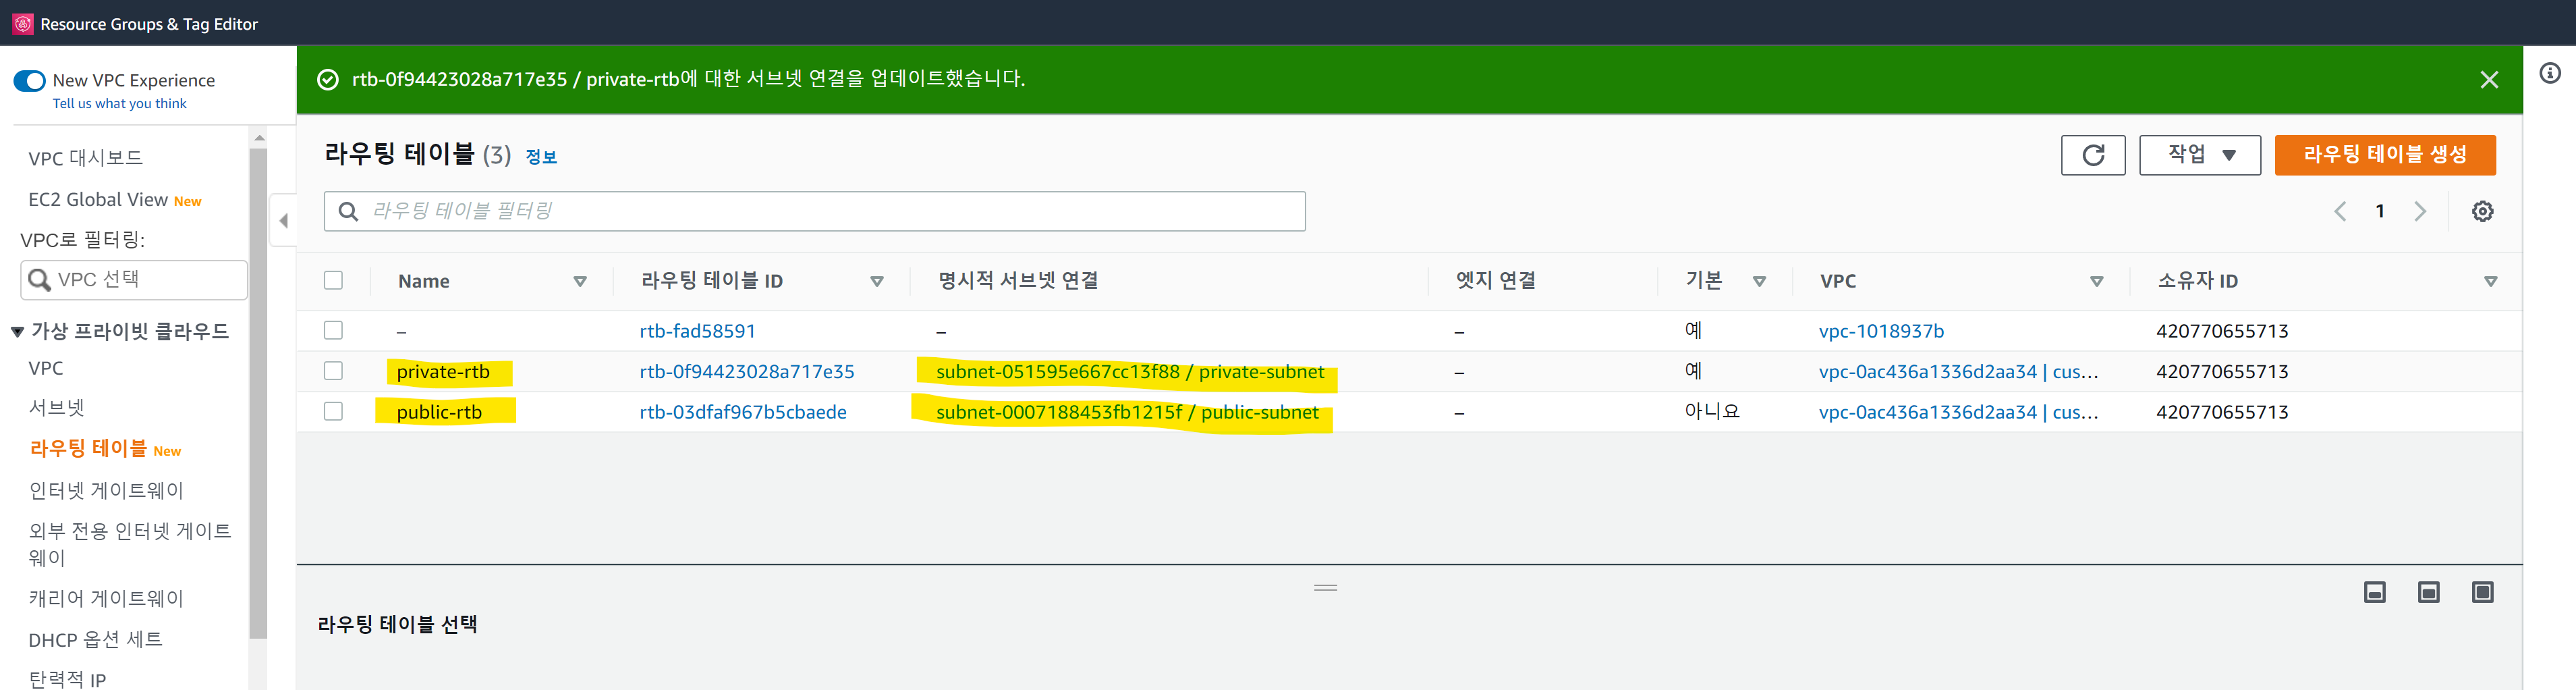 Resource Groups & Tag Editor
New VPC Experience
Tell us what you think
VPC 대시보드
EC2 Global View New
VPC로 필터링:
VPC 선택
가상 프라이빗 클라우드
VPC
서브넷
라우팅 테이블 New
인터넷 게이트웨이
외부 전용 인터넷 게이트
웨이
캐리어 게이트웨이
DHCP 옵션 세트
탄력적 IP
rtb-0f94423028a717e35 / private-rtb에 대한 서브넷 연결을 업데이트했습니다.
라우팅 테이블 (3) 정보
작업
라우팅 테이블 생성
라우팅 테이블 필터링
1
Name 라우팅 테이블 ID 명시적 서브넷 연결 엣지 연결 기본 VPC 소유자 ID
– rtb-fad58591 – – 예 vpc-1018937b 420770655713
private-rtb rtb-0f94423028a717e35 subnet-051595e667cc13f88 / private-subnet – 예 vpc-0ac436a1336d2aa34 | cus... 420770655713
public-rtb rtb-03dfaf967b5cbaede subnet-0007188453fb1215f / public-subnet – 아니요 vpc-0ac436a1336d2aa34 | cus... 420770655713
라우팅 테이블 선택